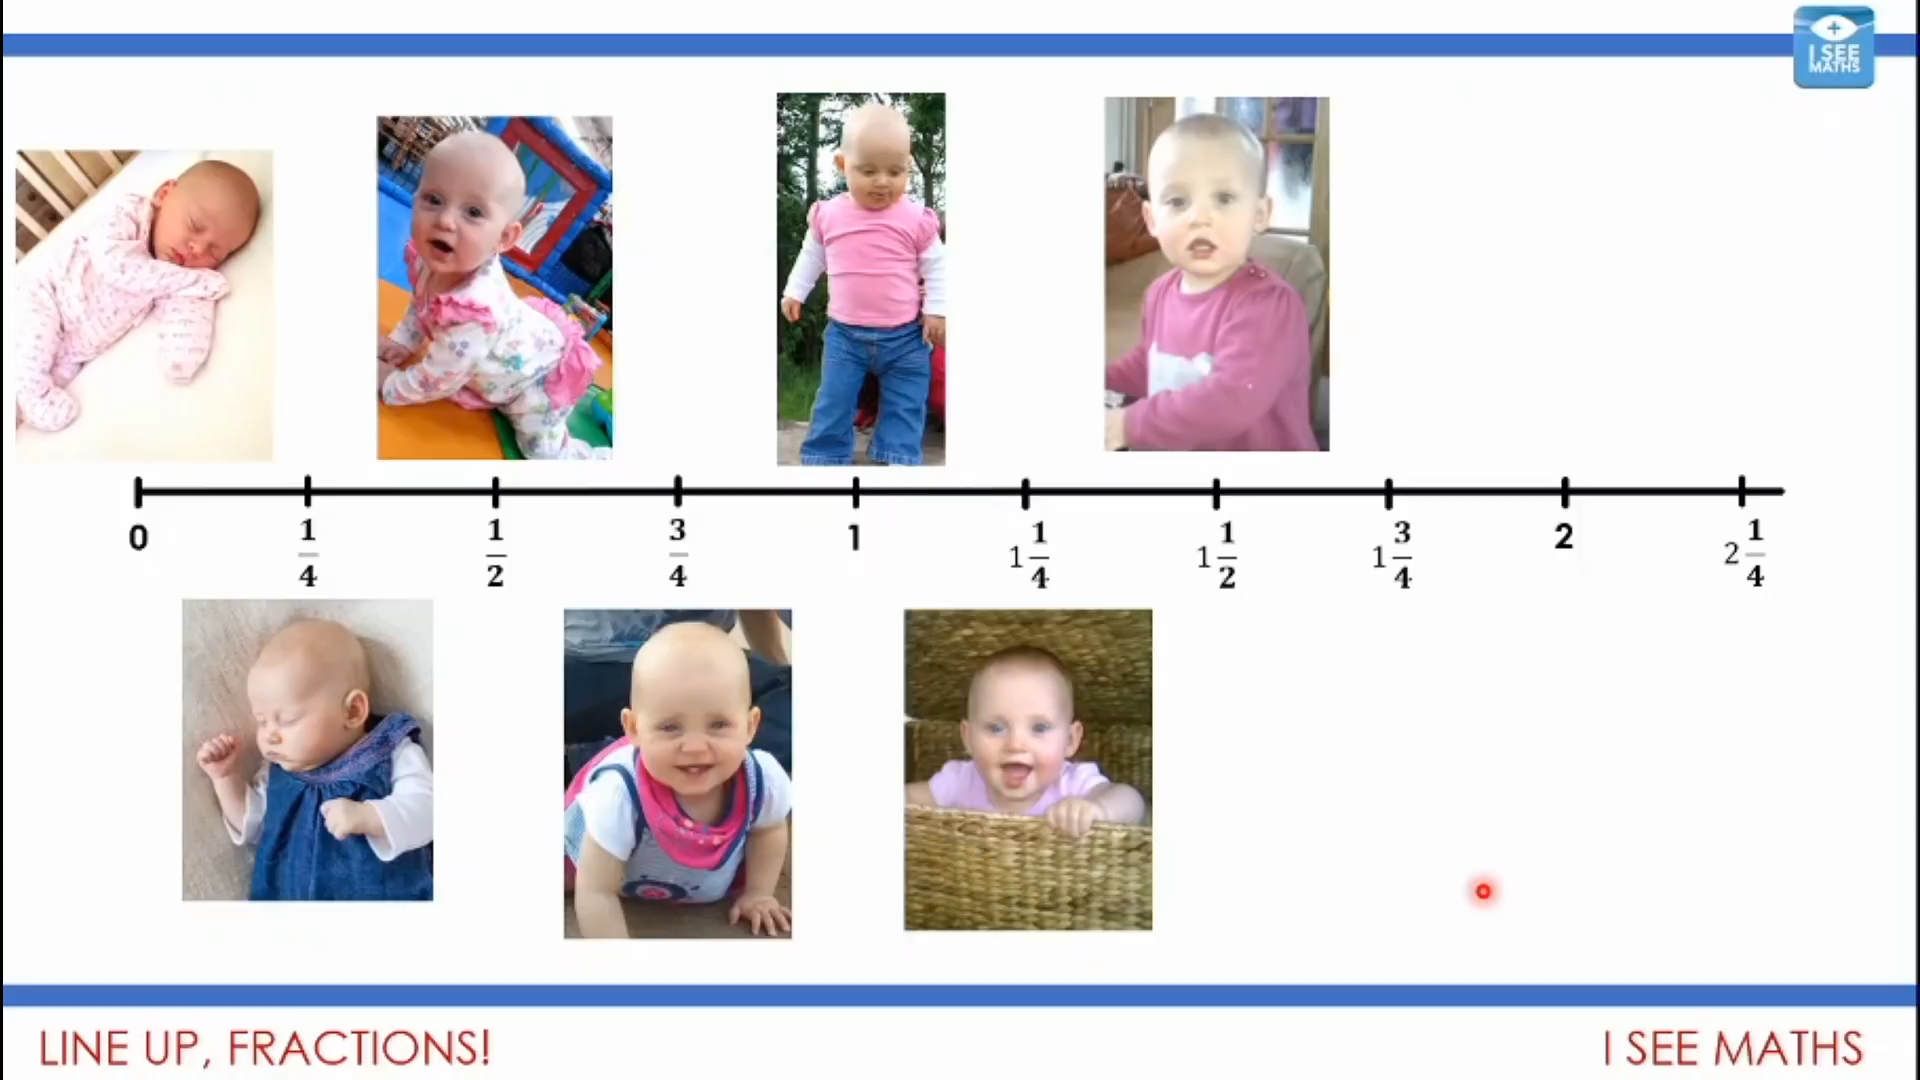 I SEE
MATHS
0 1/4 1/2 3/4 1 1 1/4 1 1/2 1 3/4 2 2 1/4
LINE UP, FRACTIONS!
I SEE MATHS